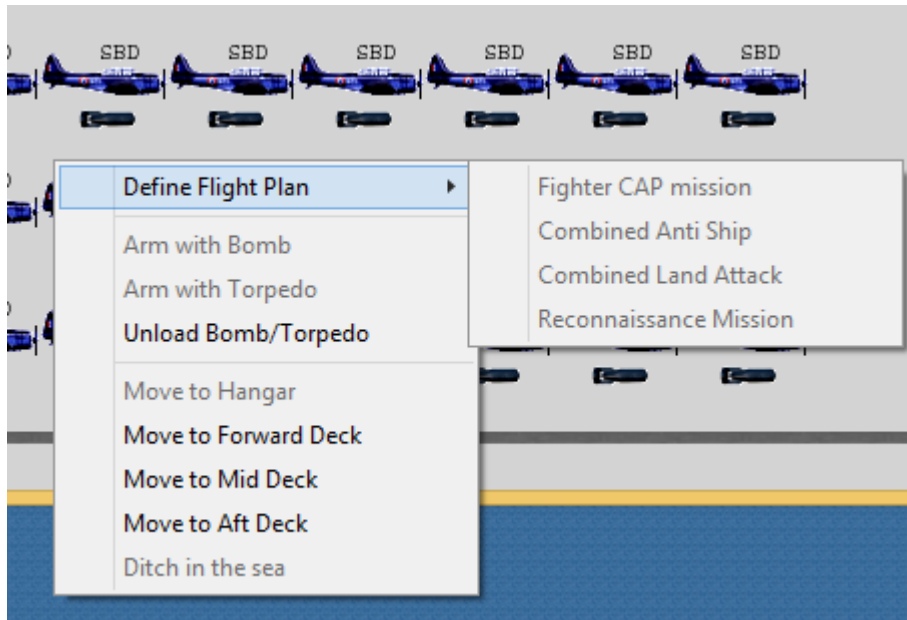 SBD SBD SBD SBD SBD SBD
Define Flight Plan
Arm with Bomb
Arm with Torpedo
Unload Bomb/Torpedo
Move to Hangar
Move to Forward Deck
Move to Mid Deck
Move to Aft Deck
Ditch in the sea
Fighter CAP mission
Combined Anti Ship
Combined Land Attack
Reconnaissance Mission